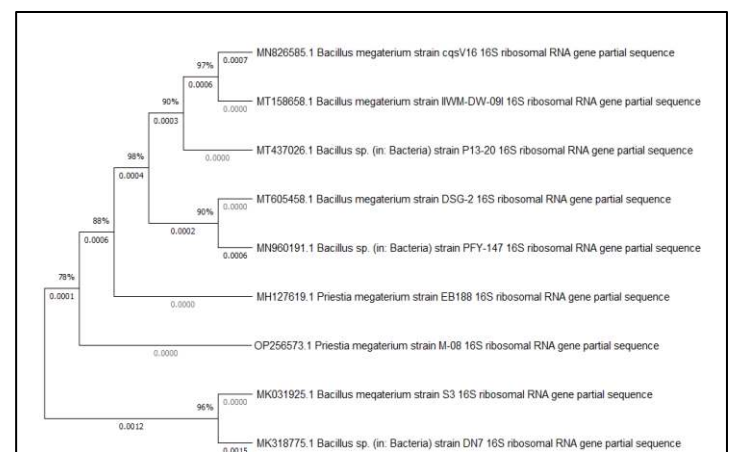 MN826585.1 Bacillus megaterium strain cqsV16 16S ribosomal RNA gene partial sequence
97%
0.0007
0.0006
MT158658.1 Bacillus megaterium strain IIWM-DW-09I 16S ribosomal RNA gene partial sequence
90%
0.0000
0.0003
MT437026.1 Bacillus sp. (in: Bacteria) strain P13-20 16S ribosomal RNA gene partial sequence
98%
0.0000
0.0004
MT605458.1 Bacillus megaterium strain DSG-2 16S ribosomal RNA gene partial sequence
90%
0.0000
88%
0.0002
0.0006
MN960191.1 Bacillus sp. (in: Bacteria) strain PFY-147 16S ribosomal RNA gene partial sequence
0.0006
78%
MH127619.1 Priestia megaterium strain EB188 16S ribosomal RNA gene partial sequence
0.0001
0.0000
OP256573.1 Priestia megaterium strain M-08 16S ribosomal RNA gene partial sequence
0.0000
MK031925.1 Bacillus megaterium strain S3 16S ribosomal RNA gene partial sequence
96%
0.0000
0.0012
MK318775.1 Bacillus sp. (in: Bacteria) strain DN7 16S ribosomal RNA gene partial sequence
0.0015